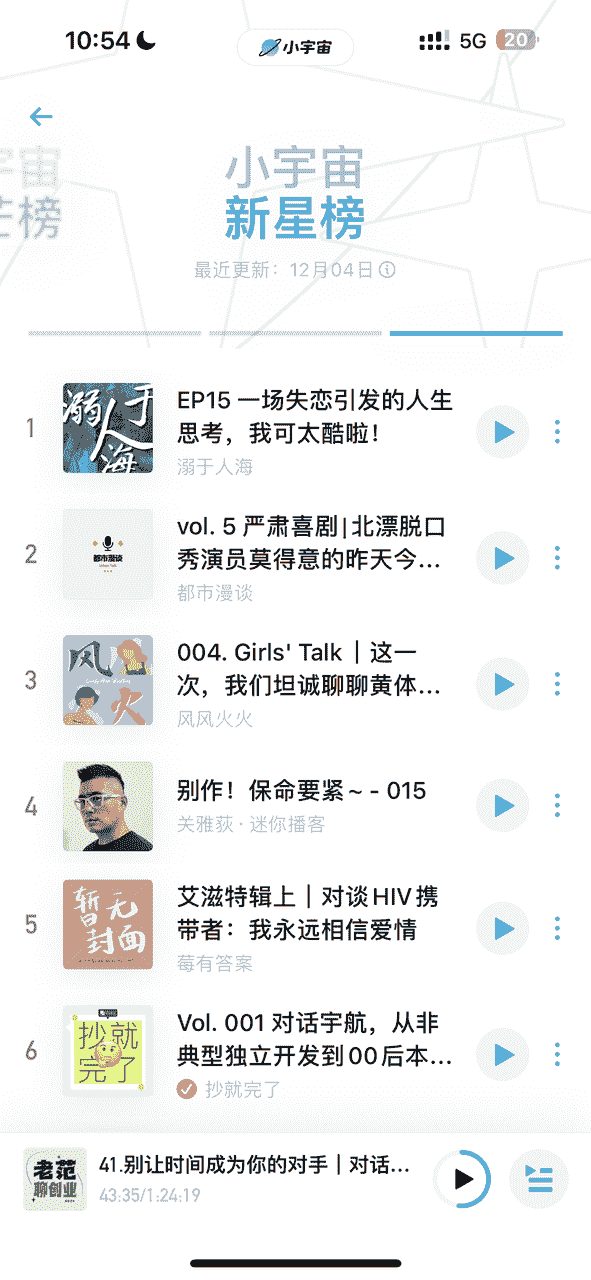 10:54
小宇宙
5G
20
宇宙
芒榜
小宇宙
新星榜
最近更新：12月04日
1
溺于人海
EP15 一场失恋引发的人生
思考，我可太酷啦！
溺于人海
2
都市漫谈
vol. 5 严肃喜剧|北漂脱口
秀演员莫得意的昨天今...
都市漫谈
3
风
火
004. Girls' Talk｜这一
次，我们坦诚聊聊黄体...
风风火火
4
别作！保命要紧~ - 015
关雅荻·迷你播客
5
暂无
封面
艾滋特辑上｜对谈HIV携
带者：我永远相信爱情
莓有答案
6
抄就
完了
Vol. 001 对话宇航，从非
典型独立开发到00后本...
抄就完了
老范
聊创业
41.别让时间成为你的对手｜对话...
43:35/1:24:19